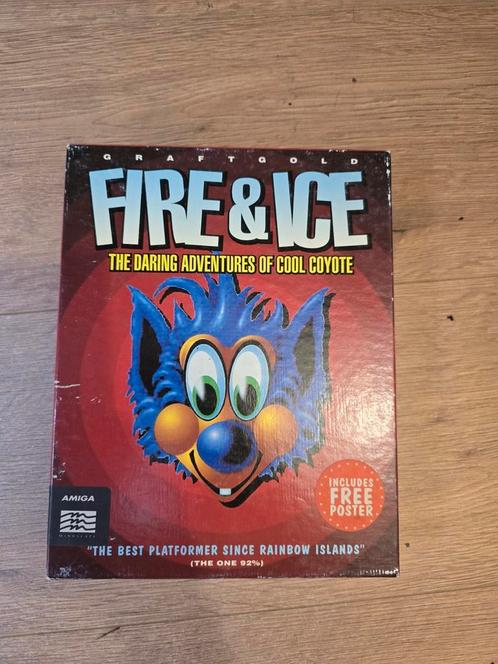 GRAFTGOLD
FIRE & ICE
THE DARING ADVENTURES OF COOL COYOTE
INCLUDES
FREE
POSTER
AMIGA
MINDSCAPE
"THE BEST PLATFORMER SINCE RAINBOW ISLANDS"
(THE ONE 92%)